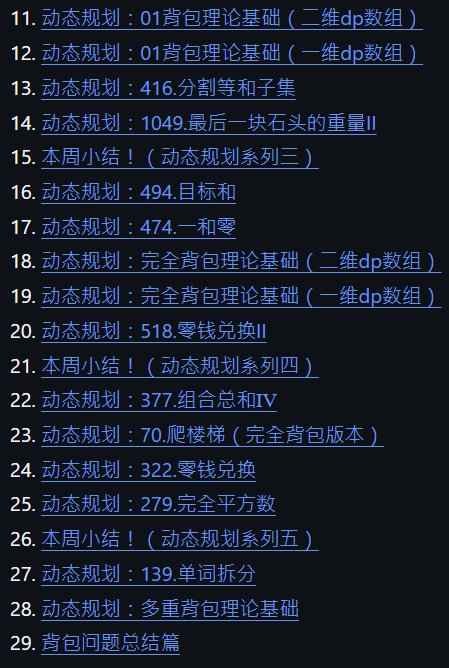 11. 动态规划：01背包理论基础（二维dp数组）
12. 动态规划：01背包理论基础（一维dp数组）
13. 动态规划：416.分割等和子集
14. 动态规划：1049.最后一块石头的重量II
15. 本周小结！（动态规划系列三）
16. 动态规划：494.目标和
17. 动态规划：474.一和零
18. 动态规划：完全背包理论基础（二维dp数组）
19. 动态规划：完全背包理论基础（一维dp数组）
20. 动态规划：518.零钱兑换II
21. 本周小结！（动态规划系列四）
22. 动态规划：377.组合总和Ⅳ
23. 动态规划：70.爬楼梯（完全背包版本）
24. 动态规划：322.零钱兑换
25. 动态规划：279.完全平方数
26. 本周小结！（动态规划系列五）
27. 动态规划：139.单词拆分
28. 动态规划：多重背包理论基础
29. 背包问题总结篇